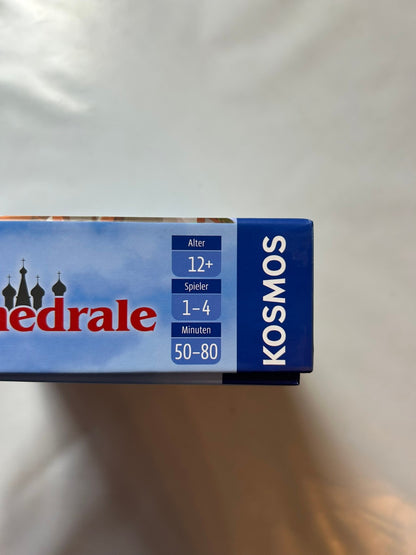 hedrale
Alter
12+
Spieler
1–4
Minuten
50–80
KOSMOS